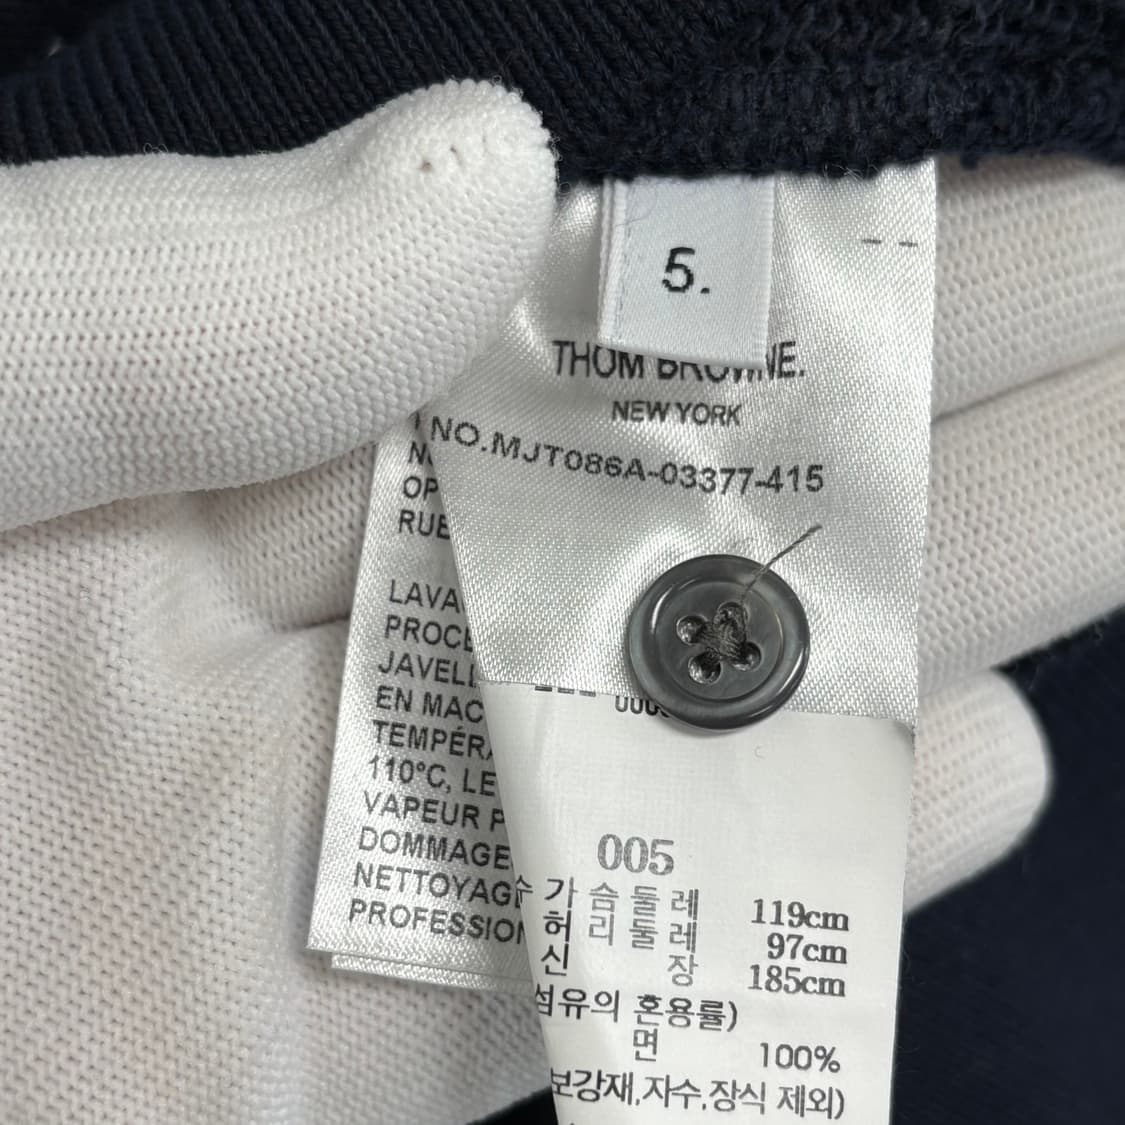 5.
THOM BROWNE.
NEW YORK
NO.MJT086A-03377-415
OP
RUE
LAVA
PROCE
JAVELL
EN MAC
TEMPÉRA
110°C, LE
VAPEUR P
DOMMAGE
NETTOYAG
PROFESSION
005
가슴둘레 119cm
허리둘레 97cm
신장 185cm
섬유의 혼용률)
면 100%
보강재,자수,장식 제외)